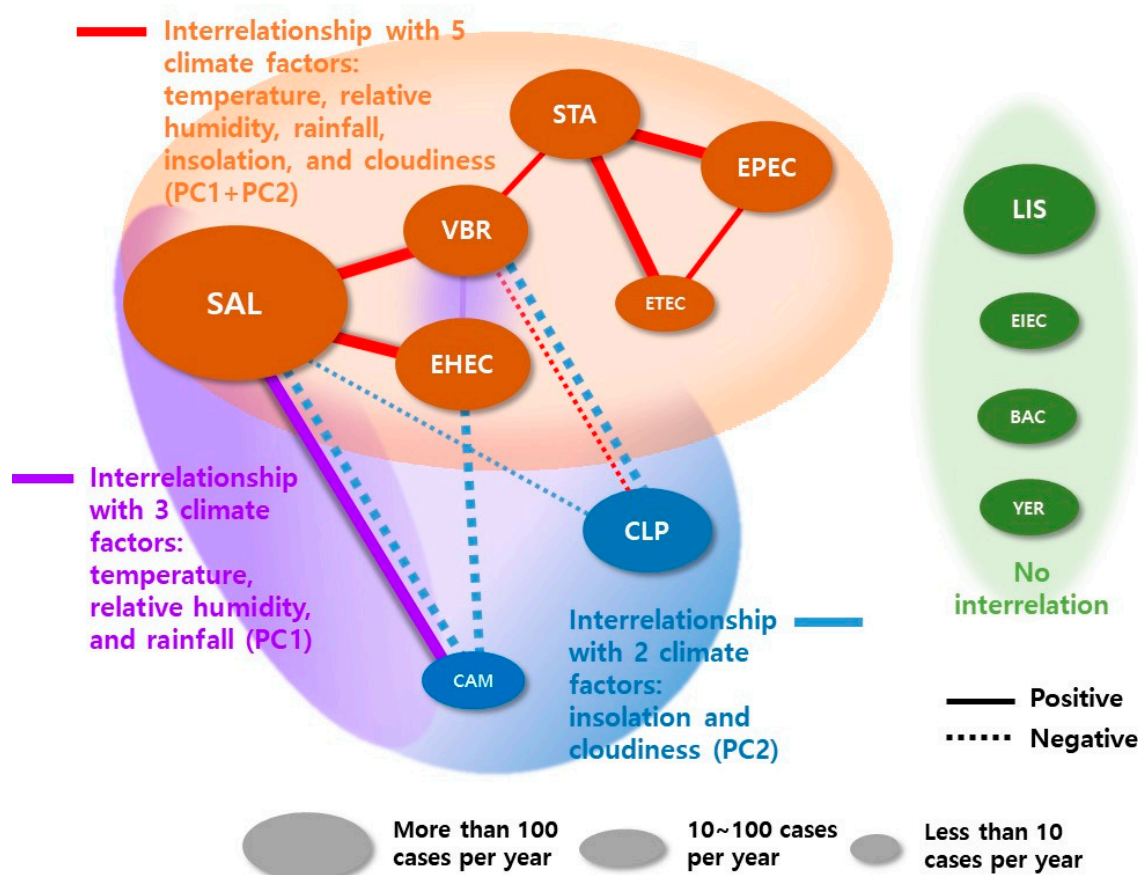 Interrelationship with 5
climate factors:
temperature, relative
humidity, rainfall,
insolation, and cloudiness
(PC1+PC2)
STA
EPEC
VBR
LIS
SAL
ETEC
EIEC
EHEC
BAC
Interrelationship
with 3 climate
factors:
temperature,
relative humidity,
and rainfall (PC1)
CLP
YER
No
interrelation
Interrelationship
with 2 climate
factors:
insolation and
cloudiness (PC2)
CAM
Positive
Negative
More than 100
cases per year
10~100 cases
per year
Less than 10
cases per year